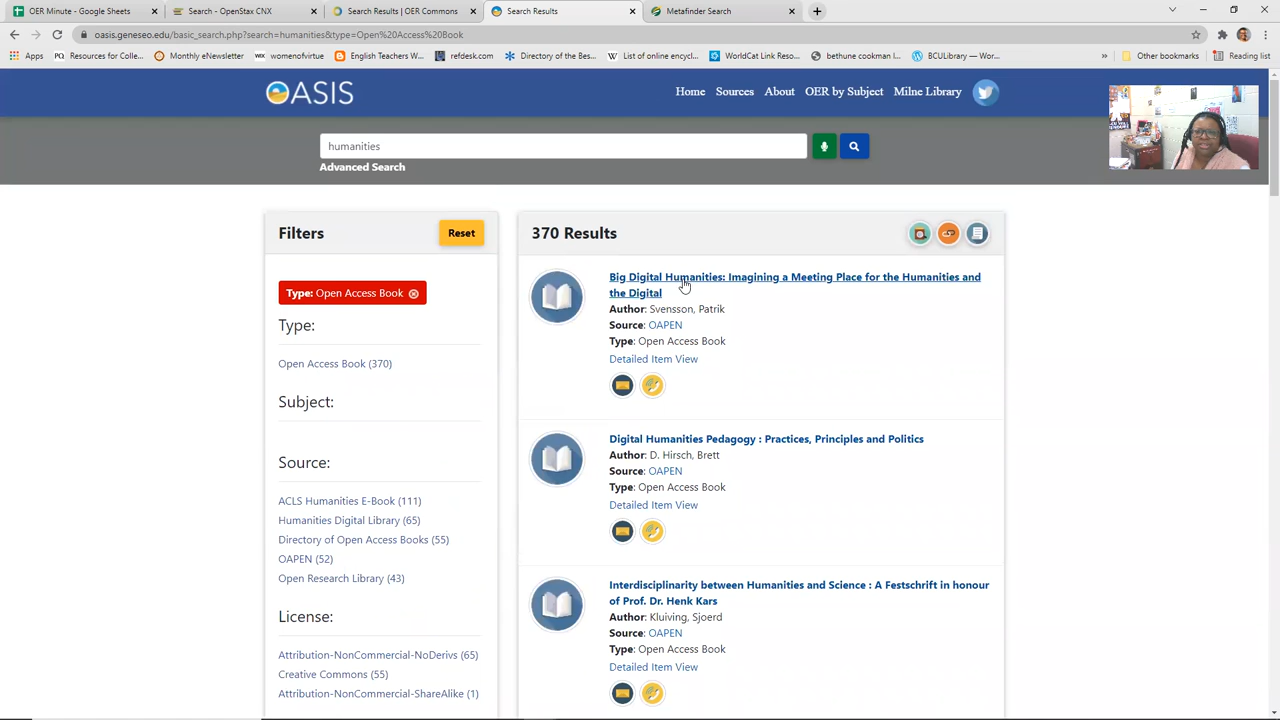 OER Minute - Google Sheets
Search - OpenStax CNX
Search Results | OER Commons
Search Results
Metafinder Search
oasis.geneseo.edu/basic_search.php?search=humanities&type=Open%20Access%20Book
Apps
Resources for Colle...
Monthly eNewsletter
womenofvirtue
English Teachers W...
refdesk.com
Directory of the Bes...
List of online encycl...
WorldCat Link Reso...
bethune cookman l...
BCULibrary — Wor...
»
Other bookmarks
Reading list
OASIS
Home
Sources
About
OER by Subject
Milne Library
humanities
Advanced Search
Filters
Reset
Type: Open Access Book
Type:
Open Access Book (370)
Subject:
Source:
ACLS Humanities E-Book (111)
Humanities Digital Library (65)
Directory of Open Access Books (55)
OAPEN (52)
Open Research Library (43)
License:
Attribution-NonCommercial-NoDerivs (65)
Creative Commons (55)
Attribution-NonCommercial-ShareAlike (1)
370 Results
Big Digital Humanities: Imagining a Meeting Place for the Humanities and
the Digital
Author: Svensson, Patrik
Source: OAPEN
Type: Open Access Book
Detailed Item View
Digital Humanities Pedagogy : Practices, Principles and Politics
Author: D. Hirsch, Brett
Source: OAPEN
Type: Open Access Book
Detailed Item View
Interdisciplinarity between Humanities and Science : A Festschrift in honour
of Prof. Dr. Henk Kars
Author: Kluiving, Sjoerd
Source: OAPEN
Type: Open Access Book
Detailed Item View